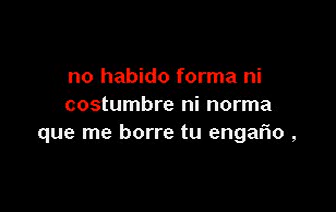 no habido forma ni
costumbre ni norma
que me borre tu engaño ,